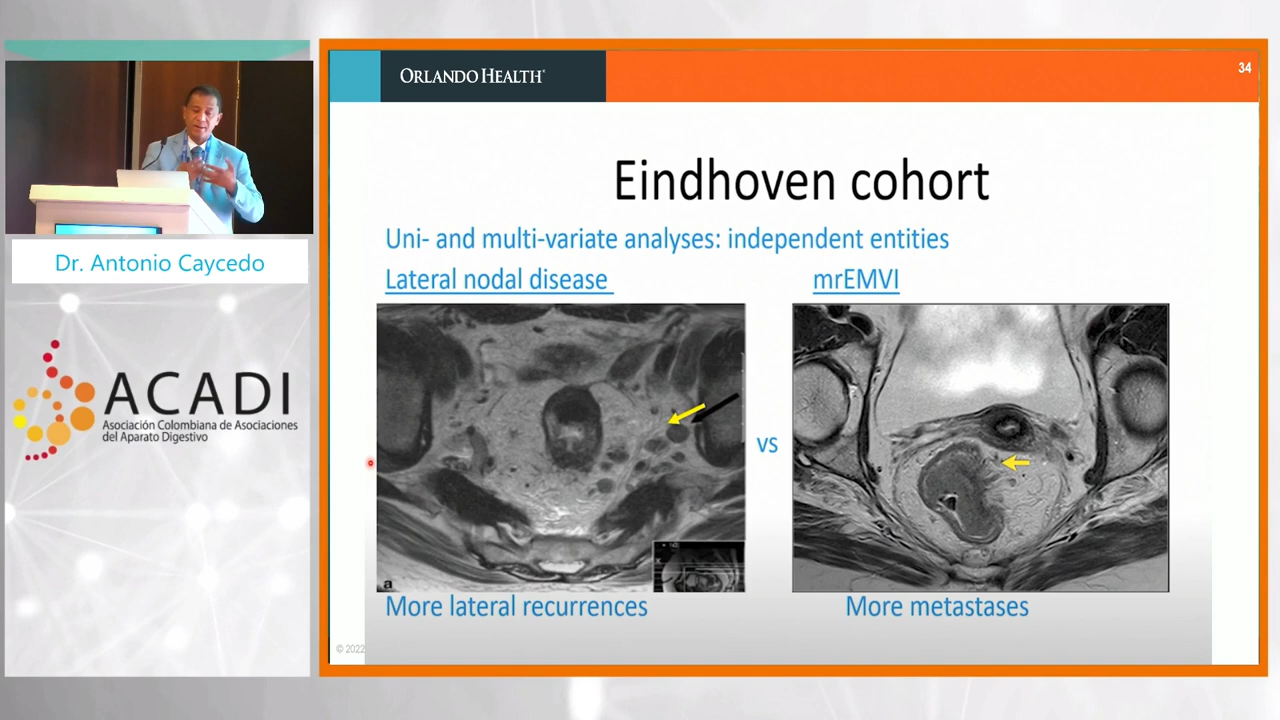 ORLANDO HEALTH
34
Eindhoven cohort
Uni- and multi-variate analyses: independent entities
Lateral nodal disease
mrEMVI
vs
a
More lateral recurrences
More metastases
© 2022
Dr. Antonio Caycedo
ACADI
Asociación Colombiana de Asociaciones
del Aparato Digestivo